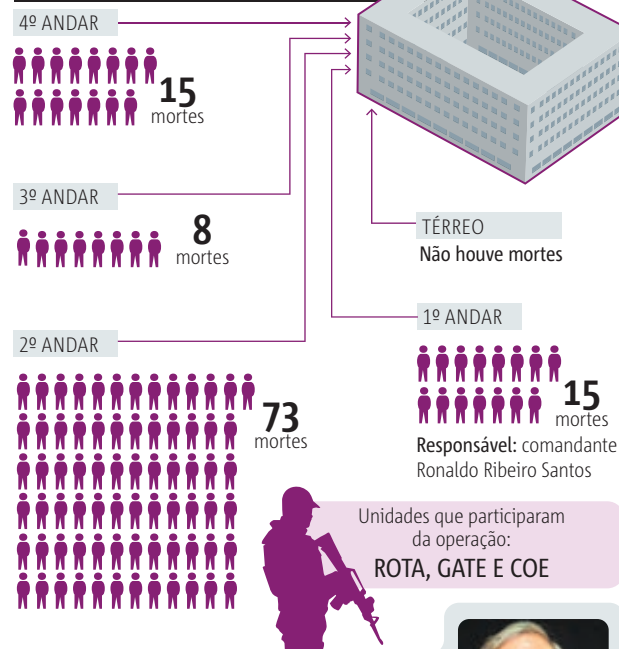 4º ANDAR
15
mortes
3º ANDAR
8
mortes
TÉRREO
Não houve mortes
2º ANDAR
73
mortes
1º ANDAR
15
mortes
Responsável: comandante
Ronaldo Ribeiro Santos
Unidades que participaram
da operação:
ROTA, GATE E COE